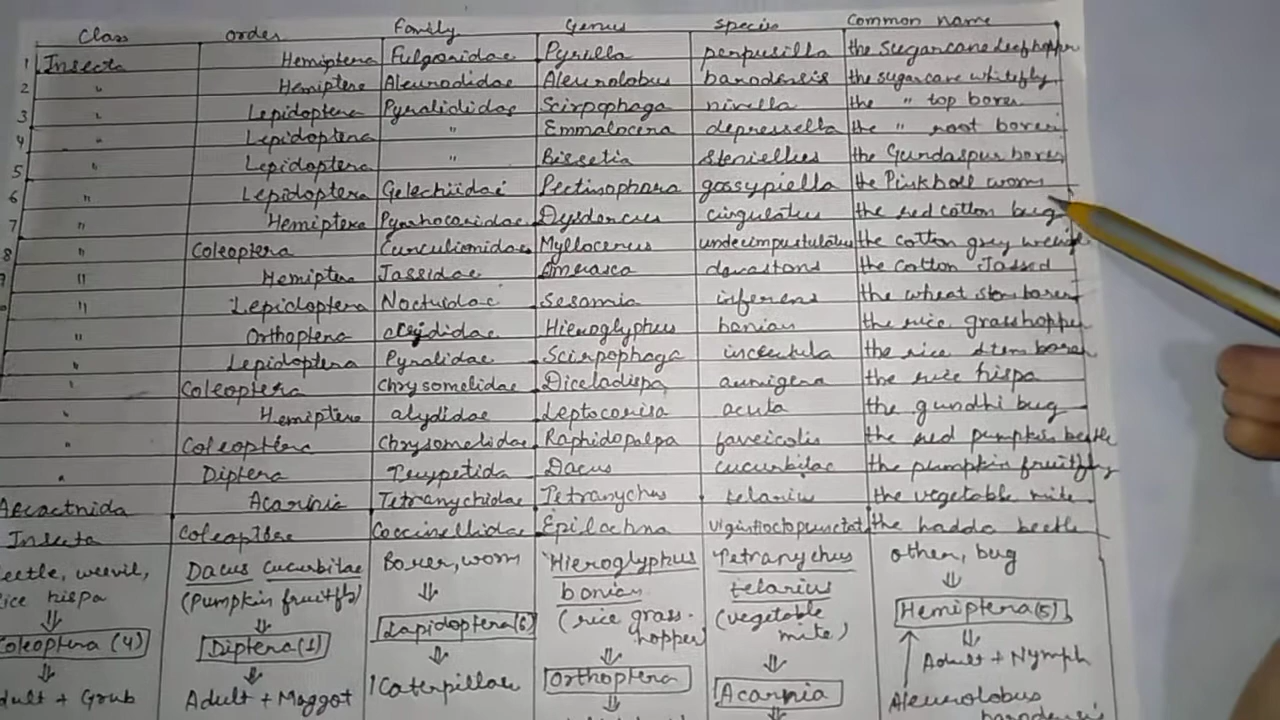 Class order Family Genus Species Common name
1 Insecta Hemiptera Fulgoridae Pyrilla perpusilla the sugarcane leafhopper
2 " Hemiptera Aleurodidae Aleurolobus barodensis the sugarcane whitefly
3 " Lepidoptera Pyralididae Scirpophaga nivella the " top borer
4 " Lepidoptera " Emmalocera depressella the " root borer
5 " Lepidoptera " Bissetia steniellus the Gurdaspur borer
6 " Lepidoptera Gelechiidae Pectinophora gossypiella the Pink boll worm
7 " Hemiptera Pyrrhocoridae Dysdercus cingulatus the red cotton bug
8 " Coleoptera Curculionidae Myllocerus undecimpustulatus the cotton grey weevil
" Hemiptera Jassidae Amrasca devastans the cotton Jassid
" Lepidoptera Noctuidae Sesamia inferens the wheat stem borer
" Orthoptera Hieroglyphus banian the rice grasshopper
" Lepidoptera Pyralidae Scirpophaga incertula the rice stem borer
" Coleoptera Chrysomelidae Dicladispa armigera the rice hispa
" Hemiptera alydidae Leptocorisa acuta the gundhi bug
" Coleoptera Chrysomelidae Raphidopalpa foveicolis the red pumpkin beetle
" Diptera Trypetida Dacus cucurbitae the pumpkin fruitfly
Acarnia Tetranychidae Tetranychus telarius the vegetable mite
Insecta Coleoptera Coccinellidae Epilachna vigintioctopunctat the hadda beetle
eetle, weevil, Dacus cucurbitae Borer, worm Hieroglyphus Tetranychus other, bug
ice hispa (Pumpkin fruitfly) banian telarius
(rice grass- (vegetable Hemiptera (5)
Lapidoptera (6) hopper) mite)
oleoptera (4) Diptera (1) Adult + Nymph
Caterpillar Orthoptera Acarnia
dult + Grub Adult + Maggot Aleurolobus
barodensis